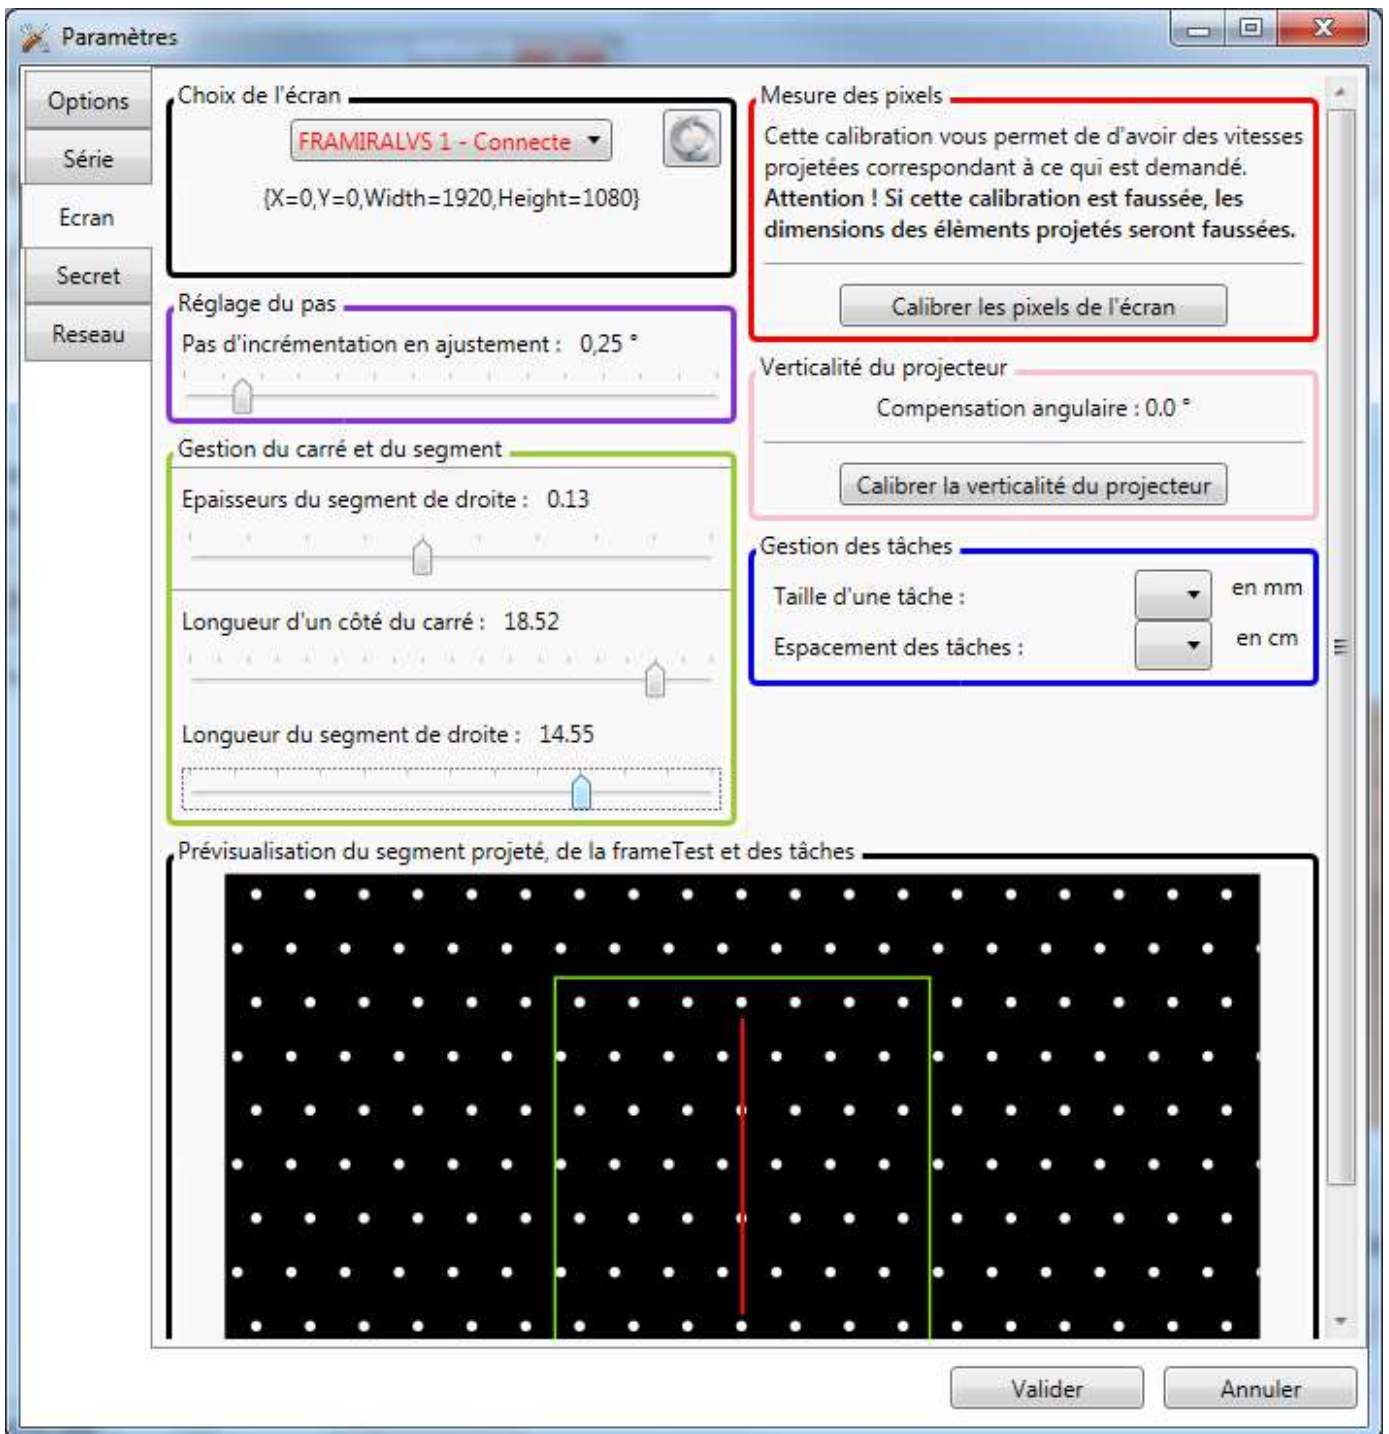 Paramètres
Options
Série
Ecran
Secret
Reseau
Choix de l'écran
FRAMIRALVS 1 - Connecte
{X=0,Y=0,Width=1920,Height=1080}
Réglage du pas
Pas d'incrémentation en ajustement : 0,25 °
Gestion du carré et du segment
Epaisseurs du segment de droite : 0.13
Longueur d'un côté du carré : 18.52
Longueur du segment de droite : 14.55
Mesure des pixels
Cette calibration vous permet de d'avoir des vitesses
projetées correspondant à ce qui est demandé.
Attention ! Si cette calibration est faussée, les
dimensions des élèments projetés seront faussées.
Calibrer les pixels de l'écran
Verticalité du projecteur
Compensation angulaire : 0.0 °
Calibrer la verticalité du projecteur
Gestion des tâches
Taille d'une tâche : en mm
Espacement des tâches : en cm
Prévisualisation du segment projeté, de la frameTest et des tâches
Valider
Annuler